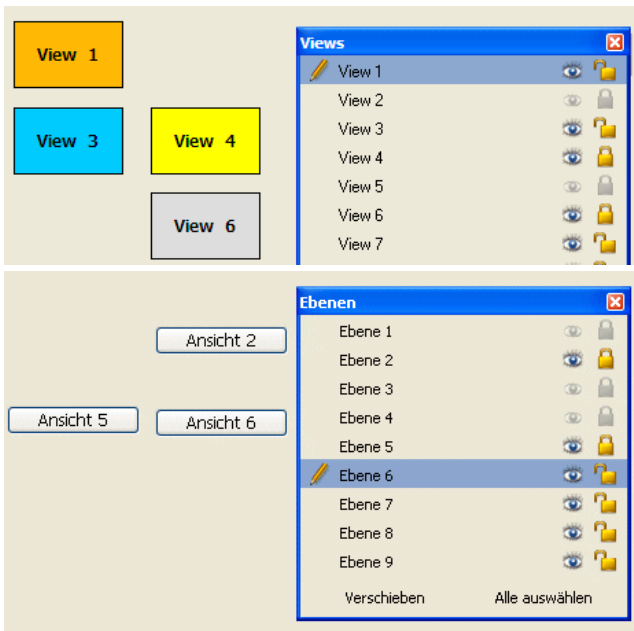 View 1
View 3
View 4
View 6
Views
View 1
View 2
View 3
View 4
View 5
View 6
View 7
Ansicht 2
Ansicht 5
Ansicht 6
Ebenen
Ebene 1
Ebene 2
Ebene 3
Ebene 4
Ebene 5
Ebene 6
Ebene 7
Ebene 8
Ebene 9
Verschieben Alle auswählen